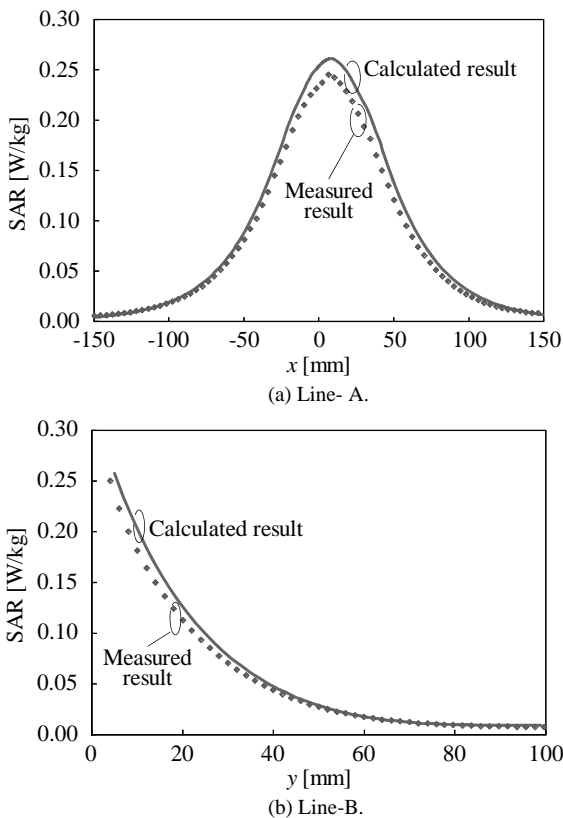 SAR [W/kg]
0.30
0.25
0.20
0.15
0.10
0.05
0.00
Calculated result
Measured
result
-150 -100 -50 0 50 100 150
x [mm]
(a) Line- A.
SAR [W/kg]
0.30
0.25
0.20
0.15
0.10
0.05
0.00
Calculated result
Measured
result
0 20 40 60 80 100
y [mm]
(b) Line-B.